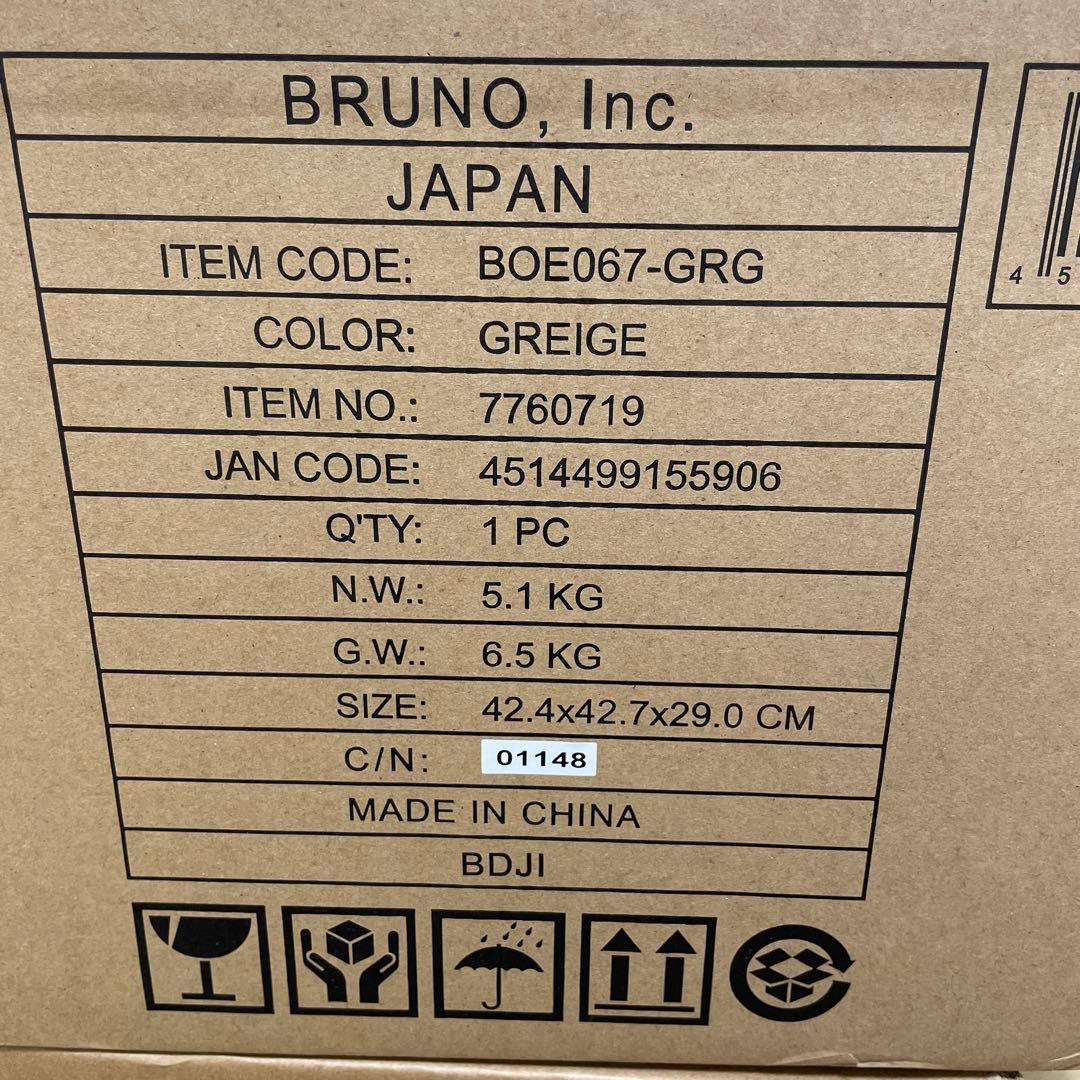 BRUNO, Inc.
JAPAN
ITEM CODE: BOE067-GRG
COLOR: GREIGE
ITEM NO.: 7760719
JAN CODE: 4514499155906
Q'TY: 1 PC
N.W.: 5.1 KG
G.W.: 6.5 KG
SIZE: 42.4x42.7x29.0 CM
C/N: 01148
MADE IN CHINA
BDJI
4 5